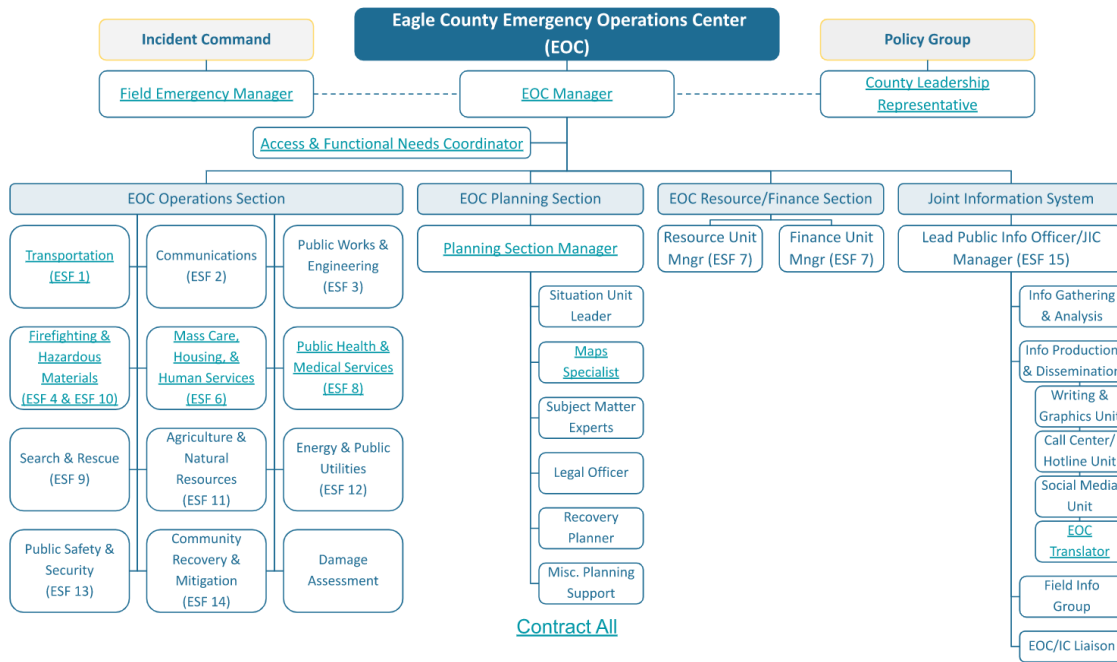 Eagle County Emergency Operations Center
(EOC)
Incident Command
Policy Group
Field Emergency Manager
EOC Manager
County Leadership
Representative
Access & Functional Needs Coordinator
EOC Operations Section
Transportation
(ESF 1)
Communications
(ESF 2)
Public Works &
Engineering
(ESF 3)
Firefighting &
Hazardous
Materials
(ESF 4 & ESF 10)
Mass Care,
Housing, &
Human Services
(ESF 6)
Public Health &
Medical Services
(ESF 8)
Search & Rescue
(ESF 9)
Agriculture &
Natural
Resources
(ESF 11)
Energy & Public
Utilities
(ESF 12)
Public Safety &
Security
(ESF 13)
Community
Recovery &
Mitigation
(ESF 14)
Damage
Assessment
EOC Planning Section
Planning Section Manager
Situation Unit
Leader
Maps
Specialist
Subject Matter
Experts
Legal Officer
Recovery
Planner
Misc. Planning
Support
EOC Resource/Finance Section
Resource Unit
Mngr (ESF 7)
Finance Unit
Mngr (ESF 7)
Joint Information System
Lead Public Info Officer/JIC
Manager (ESF 15)
Info Gathering
& Analysis
Info Production
& Dissemination
Writing &
Graphics Unit
Call Center/
Hotline Unit
Social Media
Unit
EOC
Translator
Field Info
Group
EOC/IC Liaison
Contract All